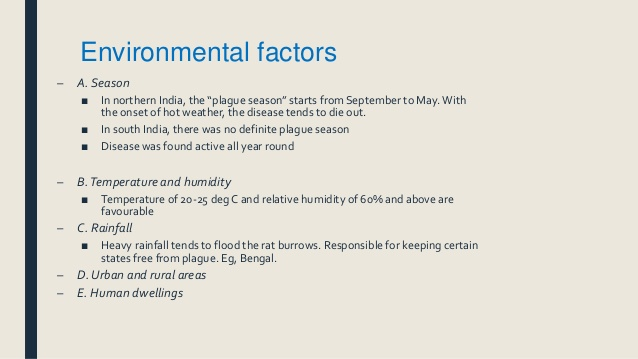 Environmental factors
– A. Season
■ In northern India, the “plague season” starts from September to May. With
the onset of hot weather, the disease tends to die out.
■ In south India, there was no definite plague season
■ Disease was found active all year round
– B. Temperature and humidity
■ Temperature of 20-25 deg C and relative humidity of 60% and above are
favourable
– C. Rainfall
■ Heavy rainfall tends to flood the rat burrows. Responsible for keeping certain
states free from plague. Eg, Bengal.
– D. Urban and rural areas
– E. Human dwellings